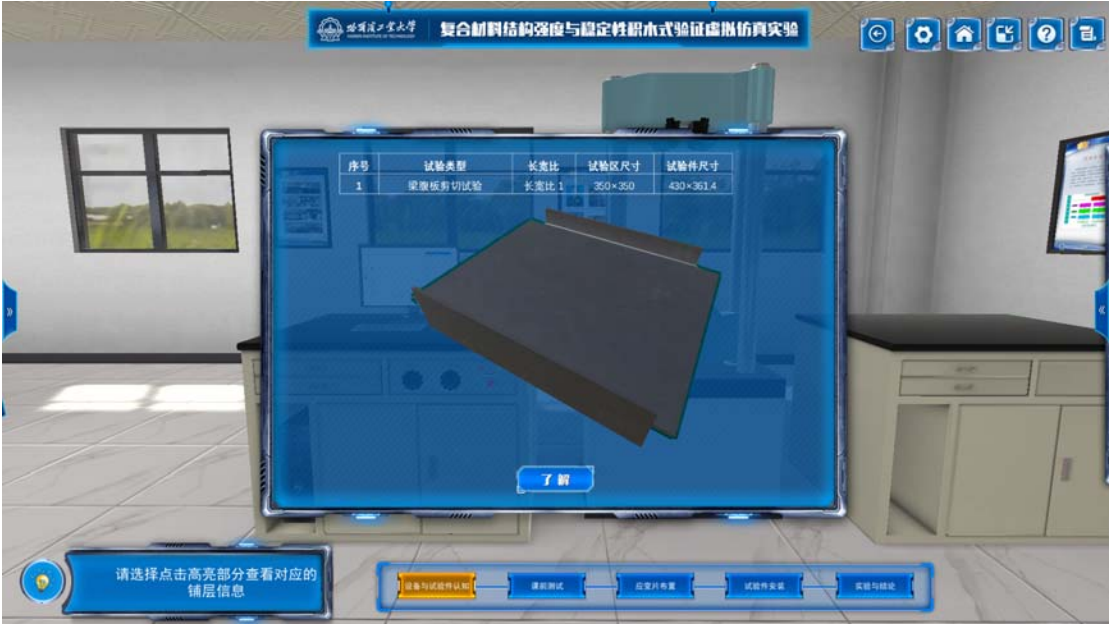 哈尔滨工业大学
HARBIN INSTITUTE OF TECHNOLOGY
复合材料结构强度与稳定性积木式验证虚拟仿真实验
序号 试验类型 长宽比 试验区尺寸 试验件尺寸
1 梁腹板剪切试验 长宽比 1 350×350 430×361.4
了解
请选择点击高亮部分查看对应的
铺层信息
设备与试验件认知 课前测试 应变片布置 试验件安装 实验与结论